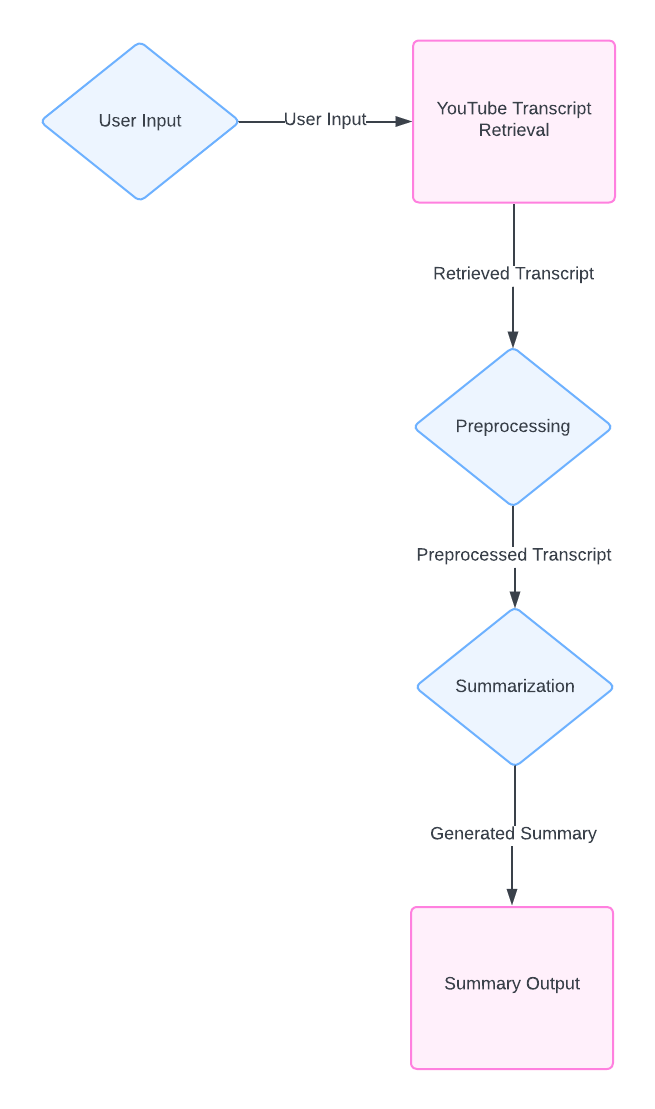 User Input
User Input
YouTube Transcript
Retrieval
Retrieved Transcript
Preprocessing
Preprocessed Transcript
Summarization
Generated Summary
Summary Output